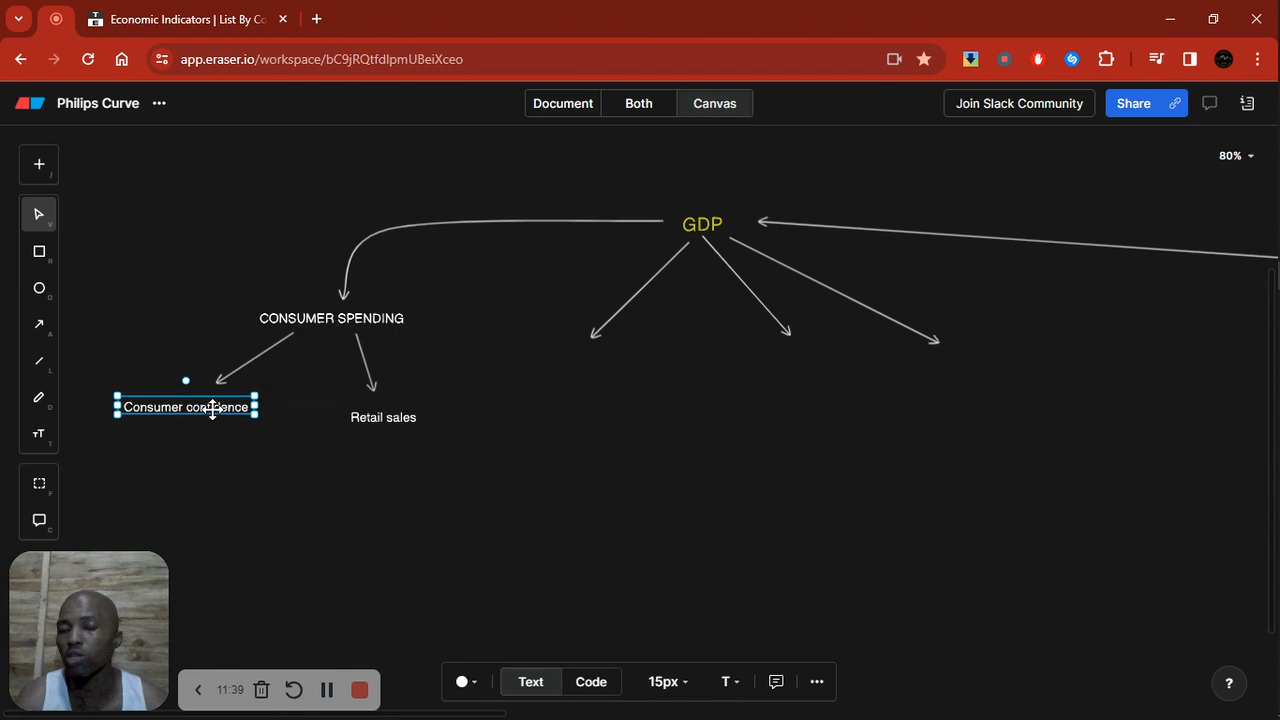 Economic Indicators | List By Co
app.eraser.io/workspace/bC9jRQtfdIpmUBeiXceo
Philips Curve
Document
Both
Canvas
Join Slack Community
Share
80%
GDP
CONSUMER SPENDING
Consumer confidence
Retail sales
11:39
Text
Code
15px
T
?